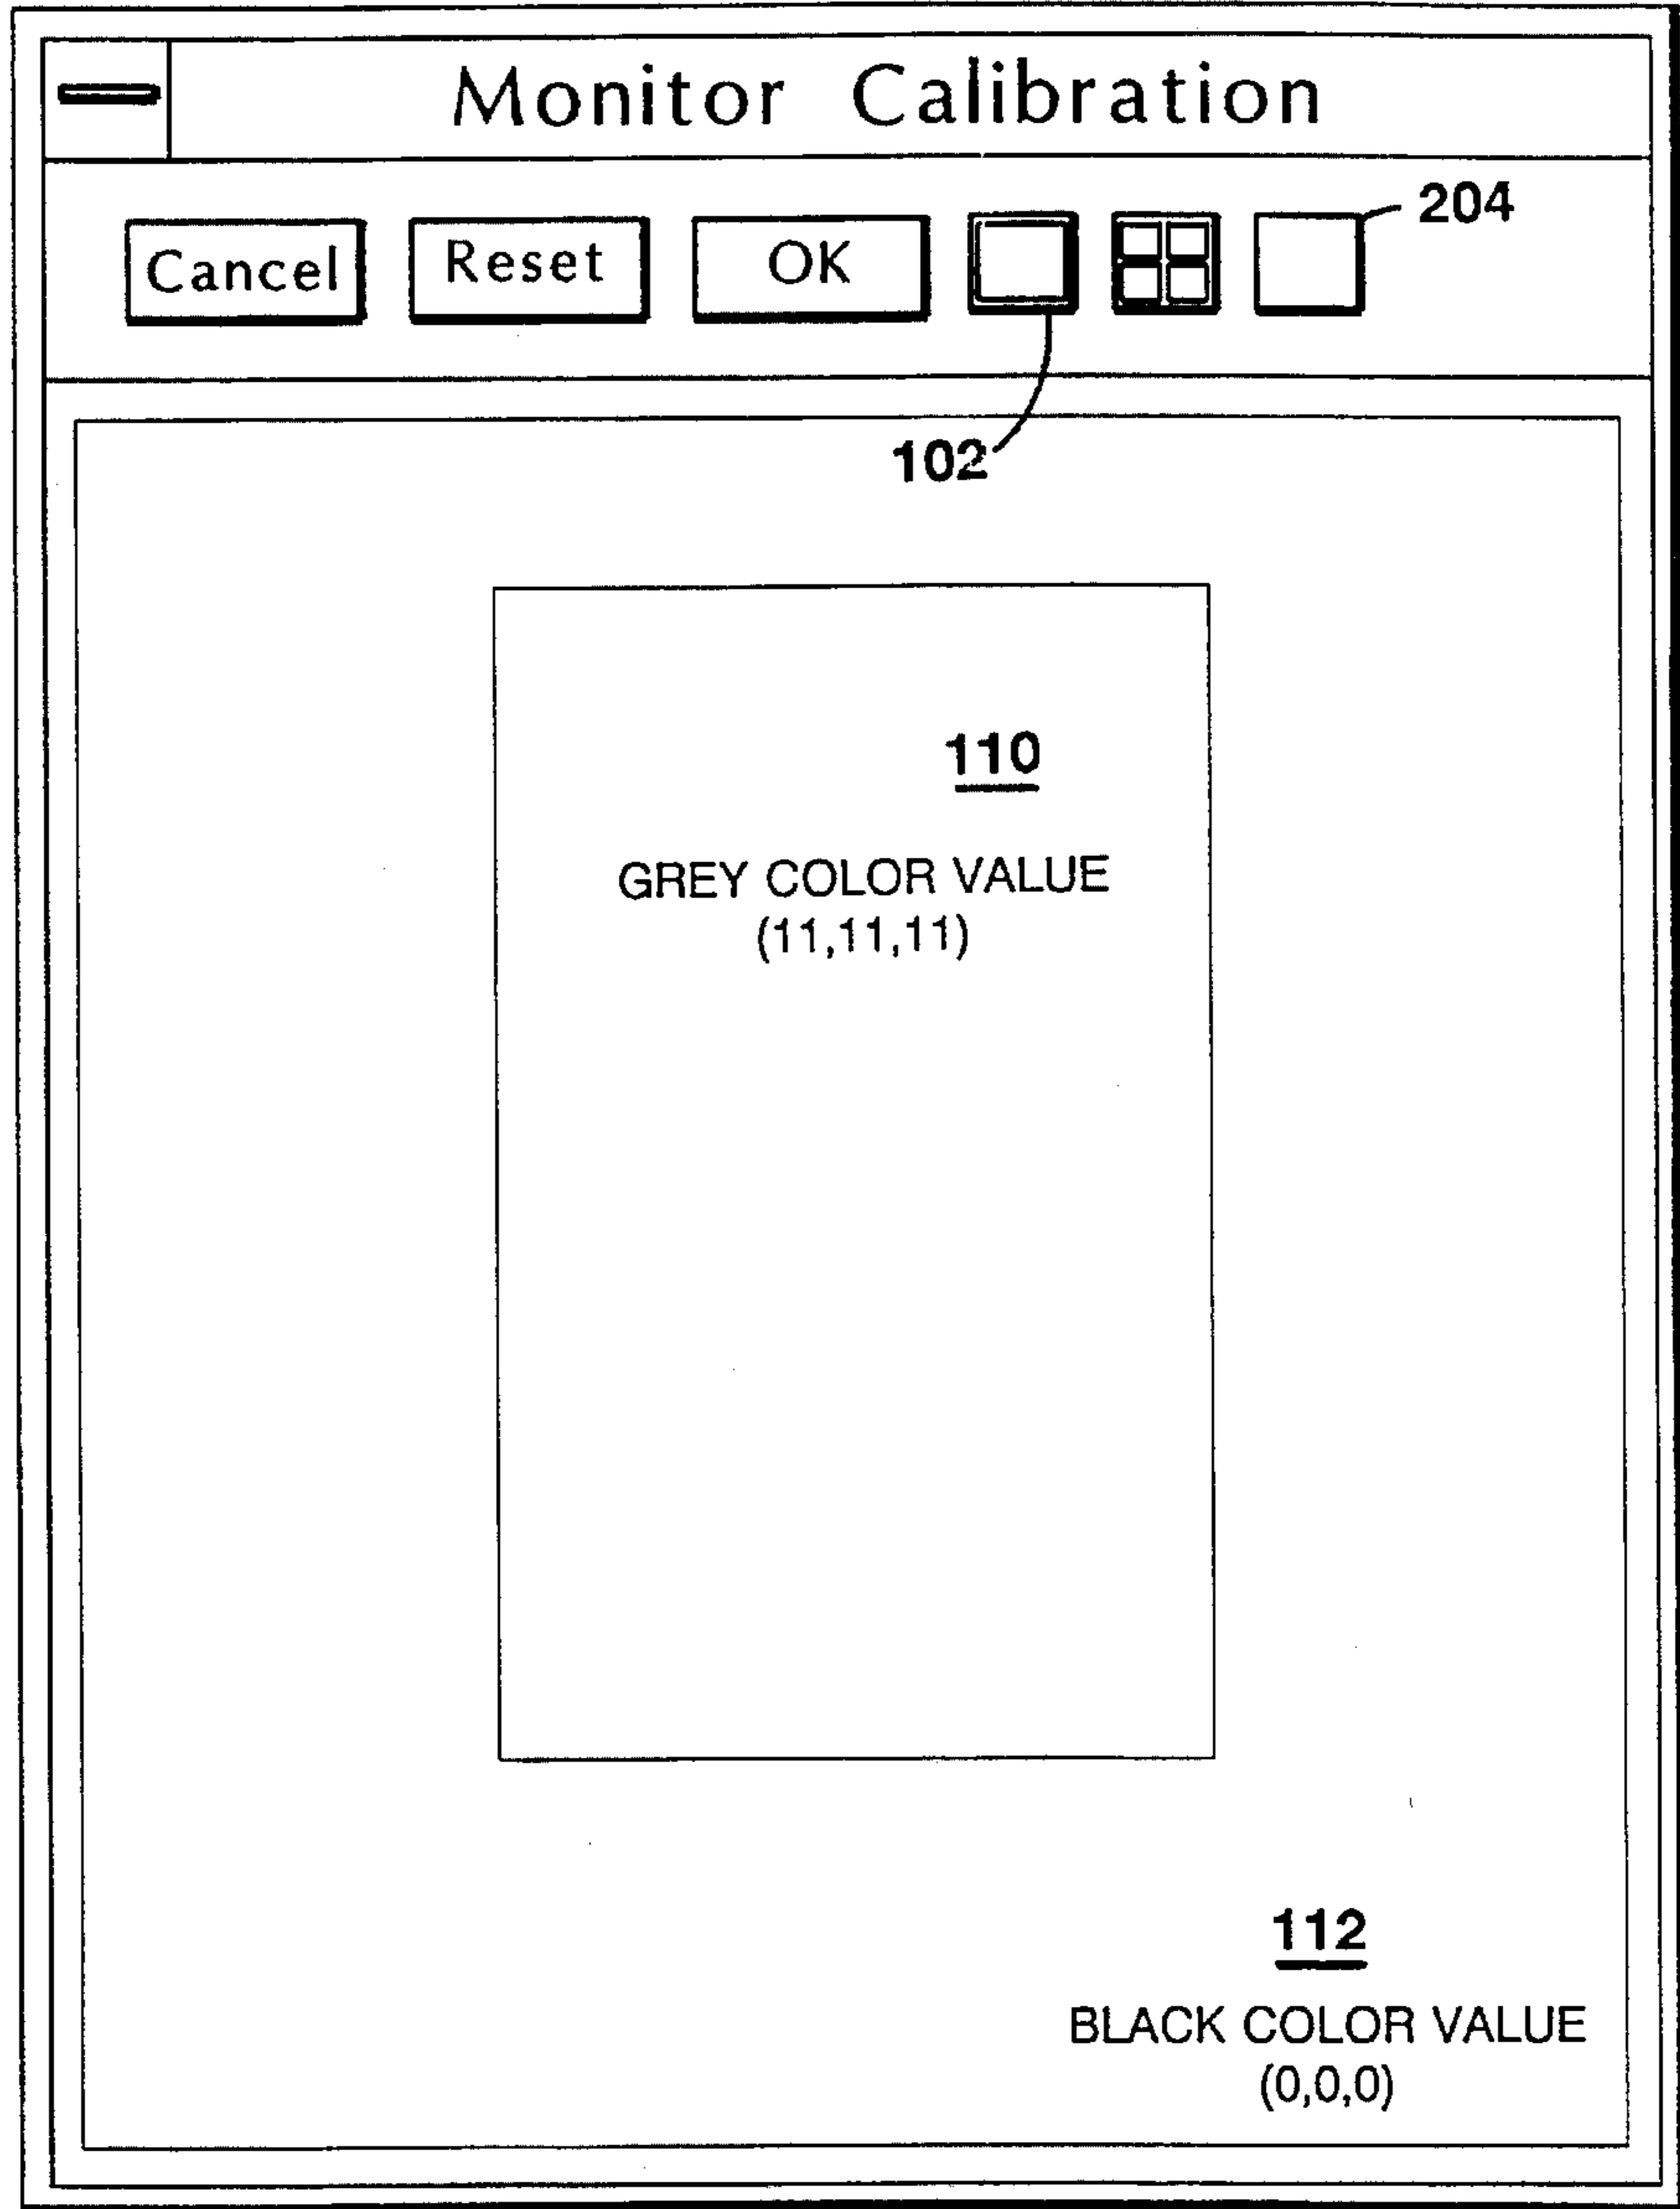 Monitor Calibration
204
Cancel Reset OK
102
110
GREY COLOR VALUE
(11,11,11)
112
BLACK COLOR VALUE
(0,0,0)